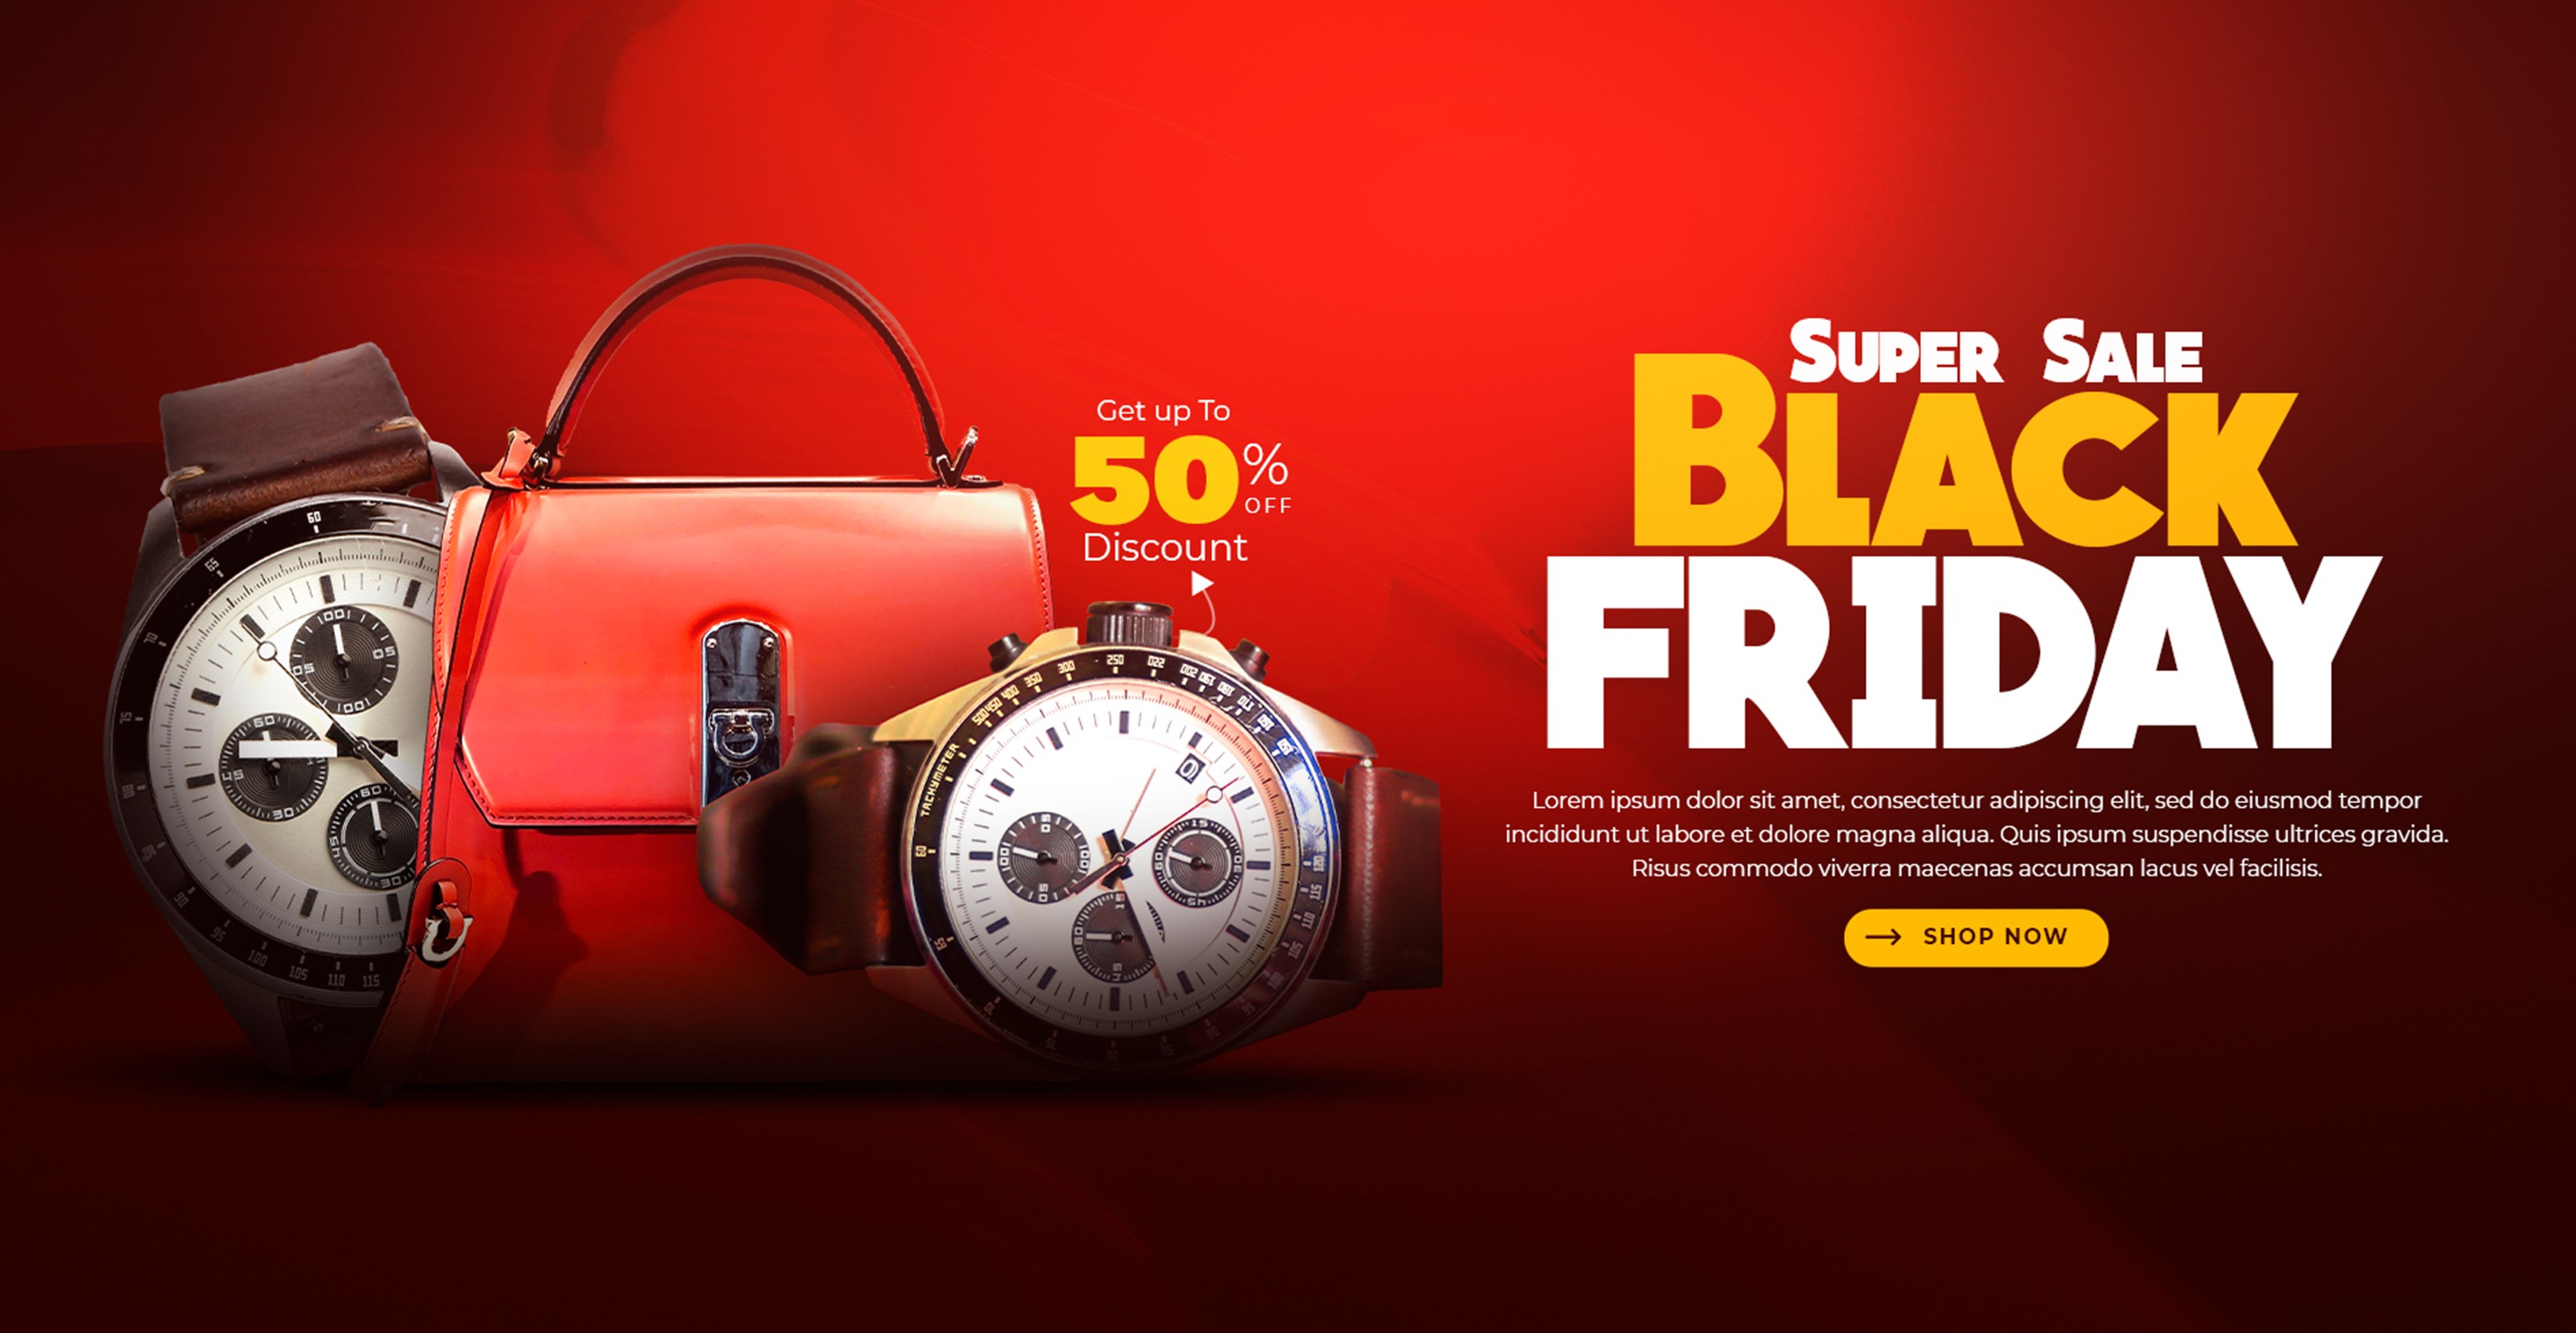 Get up To
50%
OFF
Discount
SUPER SALE
BLACK
FRIDAY
Lorem ipsum dolor sit amet, consectetur adipiscing elit, sed do eiusmod tempor
incididunt ut labore et dolore magna aliqua. Quis ipsum suspendisse ultrices gravida.
Risus commodo viverra maecenas accumsan lacus vel facilisis.
SHOP NOW
TACHYMETER